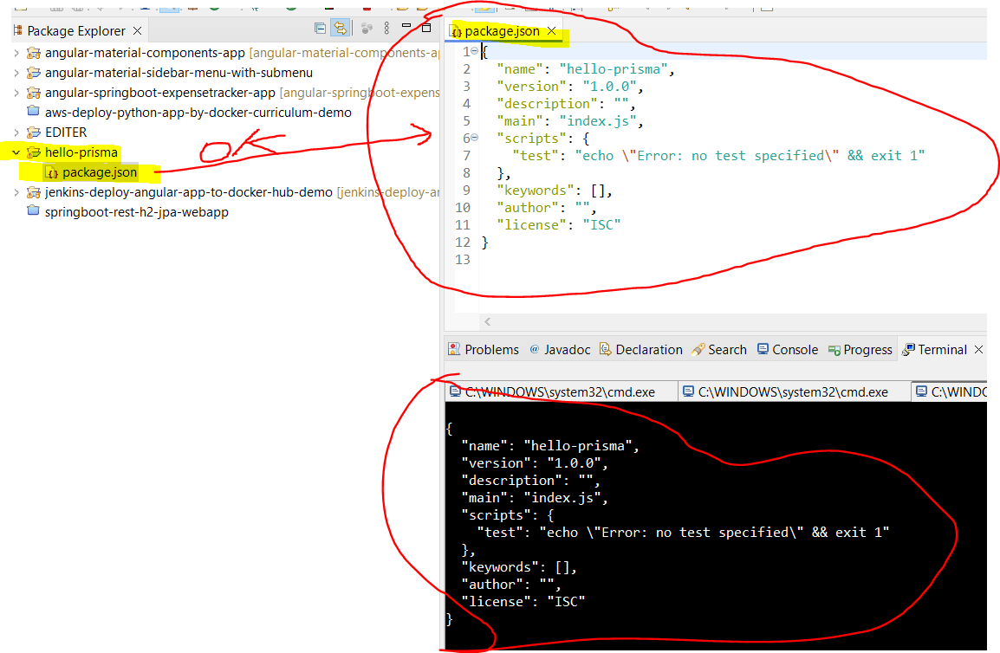 Package Explorer
angular-material-components-app [angular-material-components-ap
angular-material-sidebar-menu-with-submenu
angular-springboot-expensetracker-app [angular-springboot-expens
aws-deploy-python-app-by-docker-curriculum-demo
EDITER
hello-prisma
package.json
jenkins-deploy-angular-app-to-docker-hub-demo [jenkins-deploy-an
springboot-rest-h2-jpa-webapp
OK
package.json
1 {
2 "name": "hello-prisma",
3 "version": "1.0.0",
4 "description": "",
5 "main": "index.js",
6 "scripts": {
7 "test": "echo \"Error: no test specified\" && exit 1"
8 },
9 "keywords": [],
10 "author": "",
11 "license": "ISC"
12 }
13
Problems @ Javadoc Declaration Search Console Progress Terminal
C:\WINDOWS\system32\cmd.exe C:\WINDOWS\system32\cmd.exe C:\WINDO
{
"name": "hello-prisma",
"version": "1.0.0",
"description": "",
"main": "index.js",
"scripts": {
"test": "echo \"Error: no test specified\" && exit 1"
},
"keywords": [],
"author": "",
"license": "ISC"
}